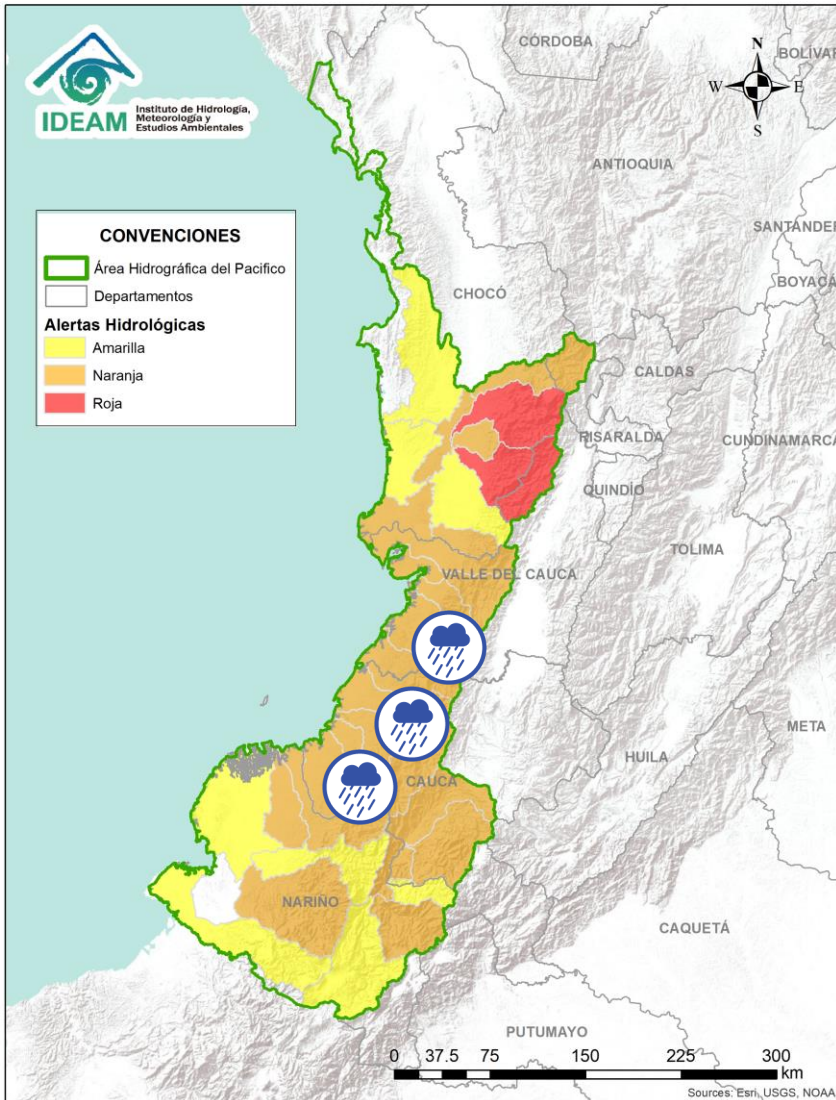 IDEAM
Instituto de Hidrología,
Meteorología y
Estudios Ambientales
CÓRDOBA
BOLÍVAR
N
W
E
S
ANTIOQUIA
SANTANDER
BOYACÁ
CONVENCIONES
Área Hidrográfica del Pacifico
Departamentos
Alertas Hidrológicas
Amarilla
Naranja
Roja
CHOCÓ
CALDAS
RISARALDA
CUNDINAMARCA
QUINDÍO
TOLIMA
VALLE DEL CAUCA
META
HUILA
CAUCA
NARIÑO
CAQUETÁ
PUTUMAYO
0 37.5 75 150 225 300
km
Sources: Esri, USGS, NOAA